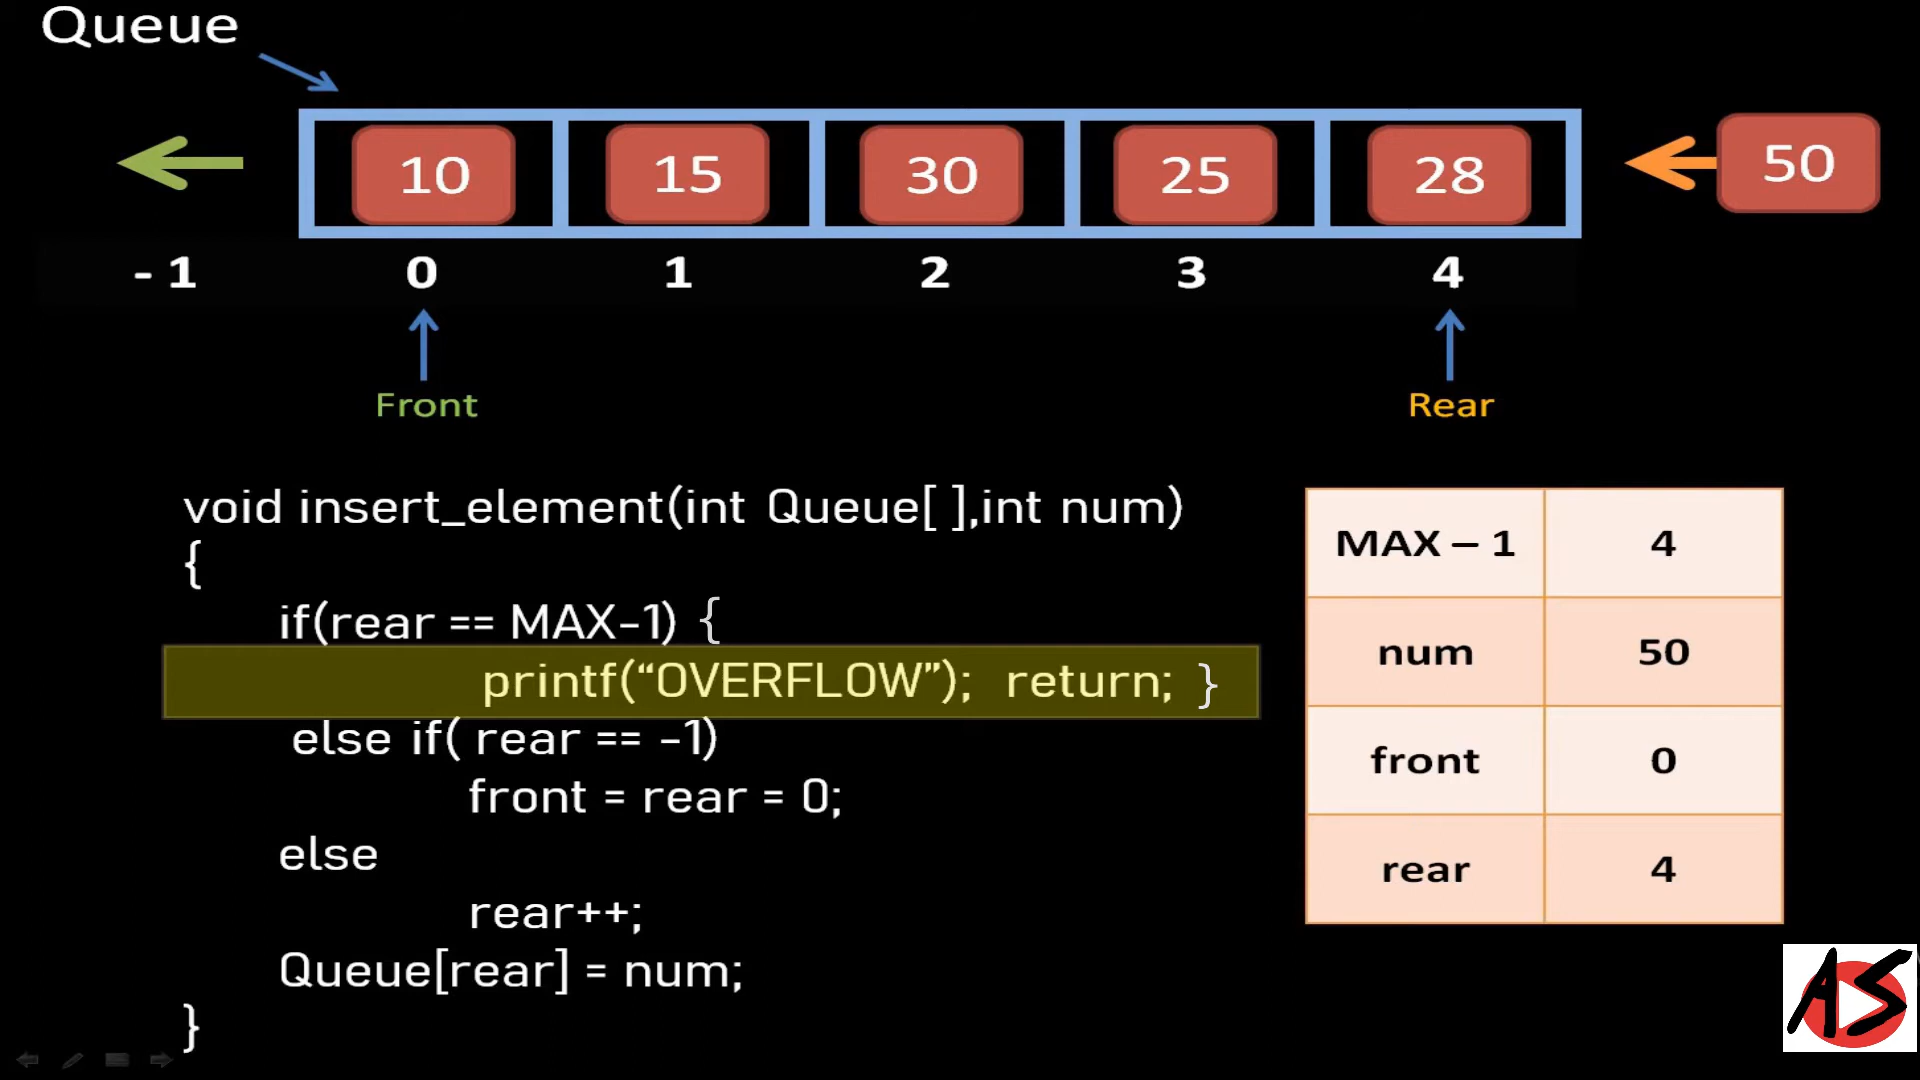 Queue
10 15 30 25 28 50
- 1 0 1 2 3 4
Front Rear
void insert_element(int Queue[ ],int num)
{
if(rear == MAX-1) {
printf(“OVERFLOW”); return; }
else if( rear == -1)
front = rear = 0;
else
rear++;
Queue[rear] = num;
}
MAX – 1 4
num 50
front 0
rear 4
AS